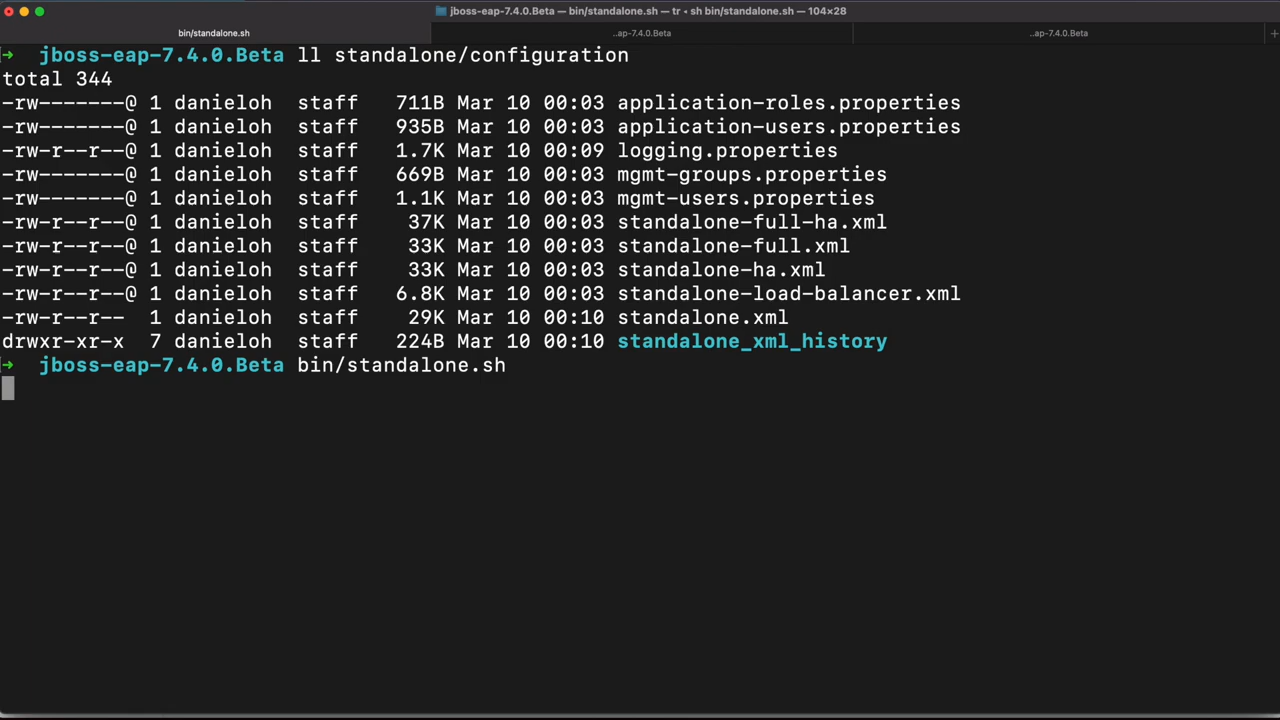 jboss-eap-7.4.0.Beta — bin/standalone.sh — tr • sh bin/standalone.sh — 104×28
bin/standalone.sh
..ap-7.4.0.Beta
..ap-7.4.0.Beta
+
→ jboss-eap-7.4.0.Beta ll standalone/configuration
total 344
-rw-------@ 1 danieloh staff 711B Mar 10 00:03 application-roles.properties
-rw-------@ 1 danieloh staff 935B Mar 10 00:03 application-users.properties
-rw-r--r--@ 1 danieloh staff 1.7K Mar 10 00:09 logging.properties
-rw-------@ 1 danieloh staff 669B Mar 10 00:03 mgmt-groups.properties
-rw-------@ 1 danieloh staff 1.1K Mar 10 00:03 mgmt-users.properties
-rw-r--r--@ 1 danieloh staff 37K Mar 10 00:03 standalone-full-ha.xml
-rw-r--r--@ 1 danieloh staff 33K Mar 10 00:03 standalone-full.xml
-rw-r--r--@ 1 danieloh staff 33K Mar 10 00:03 standalone-ha.xml
-rw-r--r--@ 1 danieloh staff 6.8K Mar 10 00:03 standalone-load-balancer.xml
-rw-r--r-- 1 danieloh staff 29K Mar 10 00:10 standalone.xml
drwxr-xr-x 7 danieloh staff 224B Mar 10 00:10 standalone_xml_history
→ jboss-eap-7.4.0.Beta bin/standalone.sh